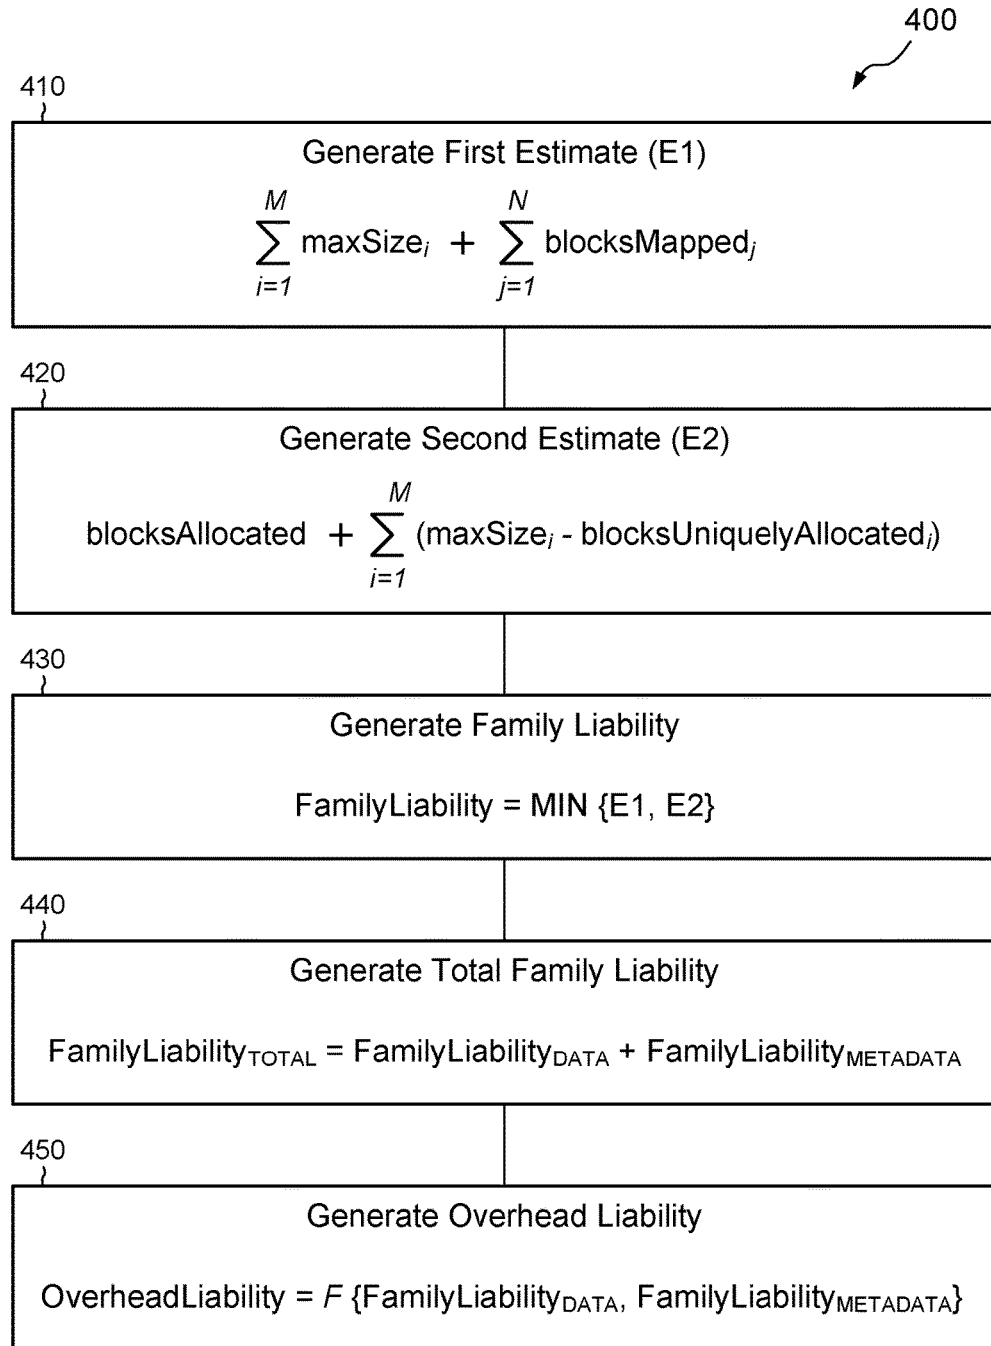 400
410
Generate First Estimate (E1)
M N
∑ maxSizeᵢ + ∑ blocksMappedⱼ
i=1 j=1
420
Generate Second Estimate (E2)
M
blocksAllocated + ∑ (maxSizeᵢ - blocksUniquelyAllocatedᵢ)
i=1
430
Generate Family Liability
FamilyLiability = MIN {E1, E2}
440
Generate Total Family Liability
FamilyLiabilityTOTAL = FamilyLiabilityDATA + FamilyLiabilityMETADATA
450
Generate Overhead Liability
OverheadLiability = F {FamilyLiabilityDATA, FamilyLiabilityMETADATA}